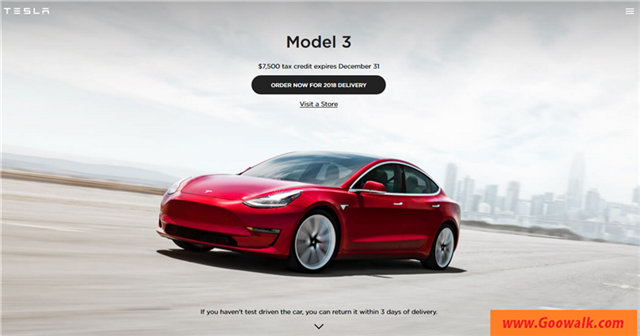 TESLA
Model 3
$7,500 tax credit expires December 31
ORDER NOW FOR 2018 DELIVERY
Visit a Store
If you haven't test driven the car, you can return it within 3 days of delivery.
www.Goowalk.com